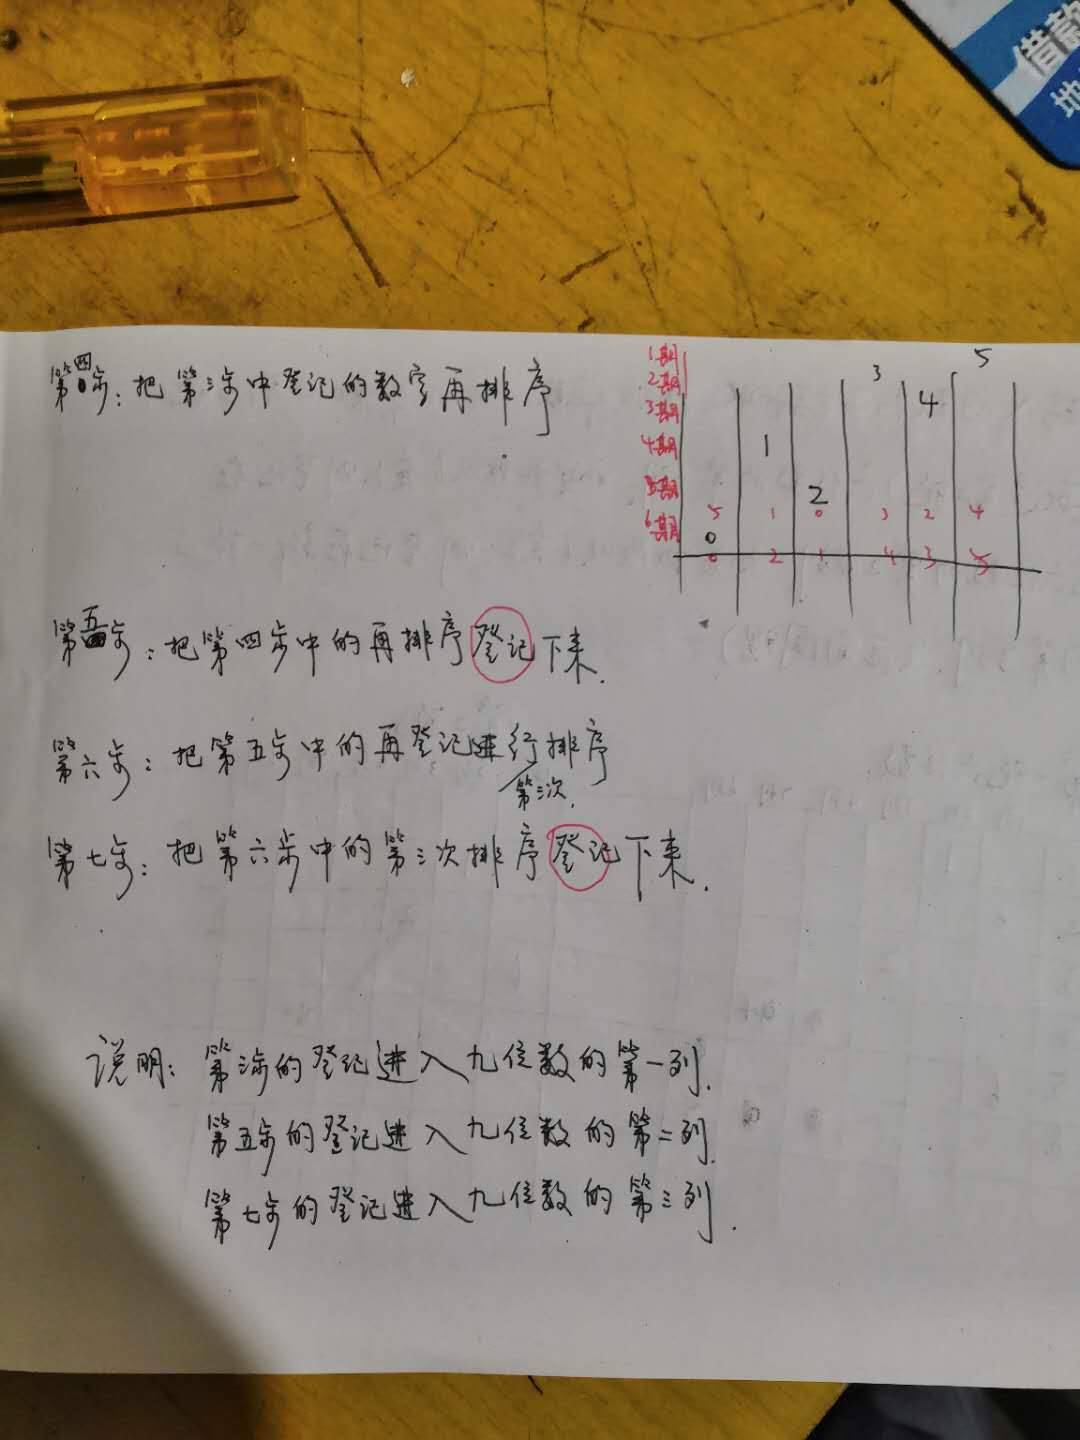 借款
地
第四步：把第三步中登记的数字再排序
1期
2期
3期
4期
5期
6期
3 5
4
1
2
5 1 0 3 2 4
0
0 2 1 4 3 5
第五步：把第四步中的再排序登记下来.
第六步：把第五步中的再登记进行排序
第三次.
第七步：把第六步中的第三次排序登记下来.
说明：第三步的登记进入九位数的第一列.
第五步的登记进入九位数的第二列.
第七步的登记进入九位数的第三列.